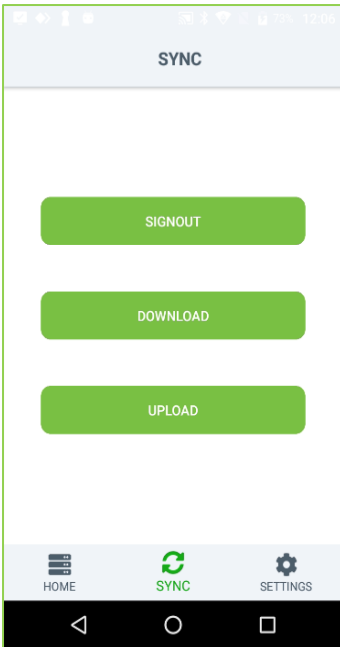 73% 12:06
SYNC
SIGNOUT
DOWNLOAD
UPLOAD
HOME SYNC SETTINGS